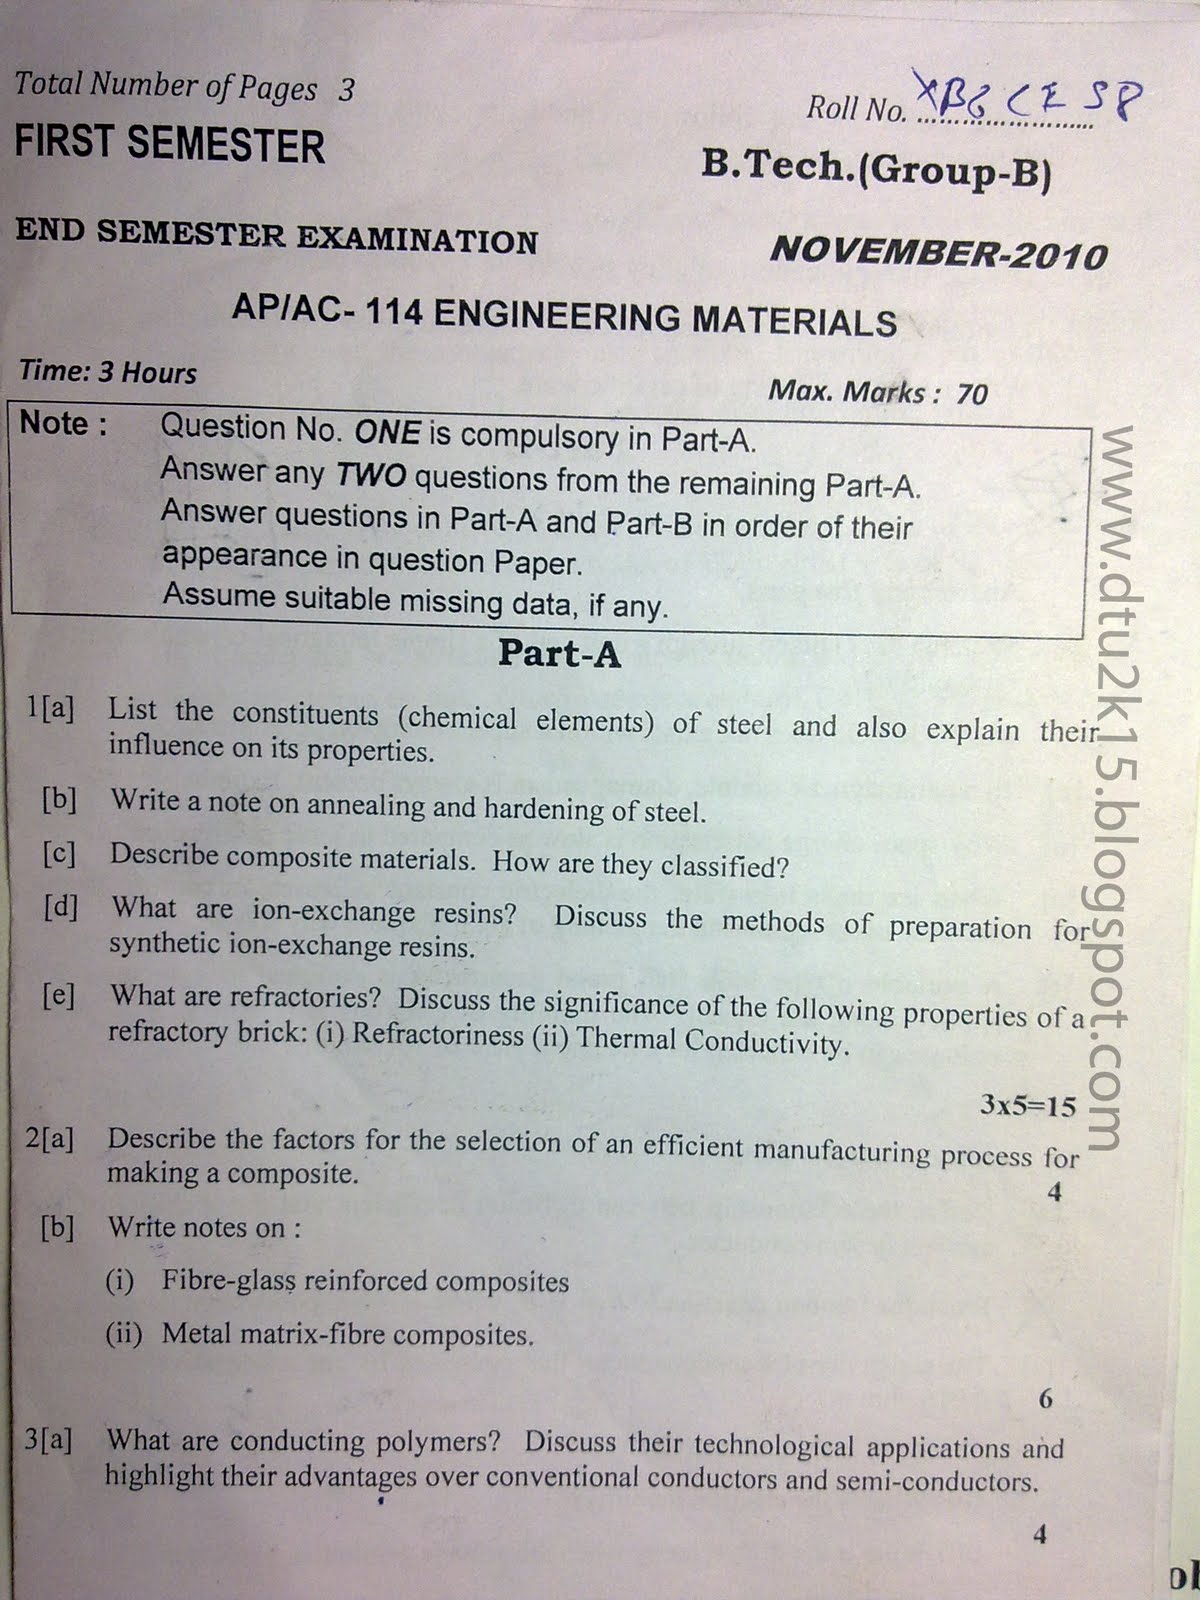 Total Number of Pages 3
Roll No. XB6 CE 58
FIRST SEMESTER
B.Tech.(Group-B)
END SEMESTER EXAMINATION
NOVEMBER-2010
AP/AC- 114 ENGINEERING MATERIALS
Time: 3 Hours
Max. Marks : 70
Note : Question No. ONE is compulsory in Part-A.
Answer any TWO questions from the remaining Part-A.
Answer questions in Part-A and Part-B in order of their
appearance in question Paper.
Assume suitable missing data, if any.
Part-A
1[a] List the constituents (chemical elements) of steel and also explain their
influence on its properties.
[b] Write a note on annealing and hardening of steel.
[c] Describe composite materials. How are they classified?
[d] What are ion-exchange resins? Discuss the methods of preparation for
synthetic ion-exchange resins.
[e] What are refractories? Discuss the significance of the following properties of a
refractory brick: (i) Refractoriness (ii) Thermal Conductivity.
3x5=15
2[a] Describe the factors for the selection of an efficient manufacturing process for
making a composite.
4
[b] Write notes on :
(i) Fibre-glass reinforced composites
(ii) Metal matrix-fibre composites.
6
3[a] What are conducting polymers? Discuss their technological applications and
highlight their advantages over conventional conductors and semi-conductors.
4
www.dtu2k15.blogspot.com